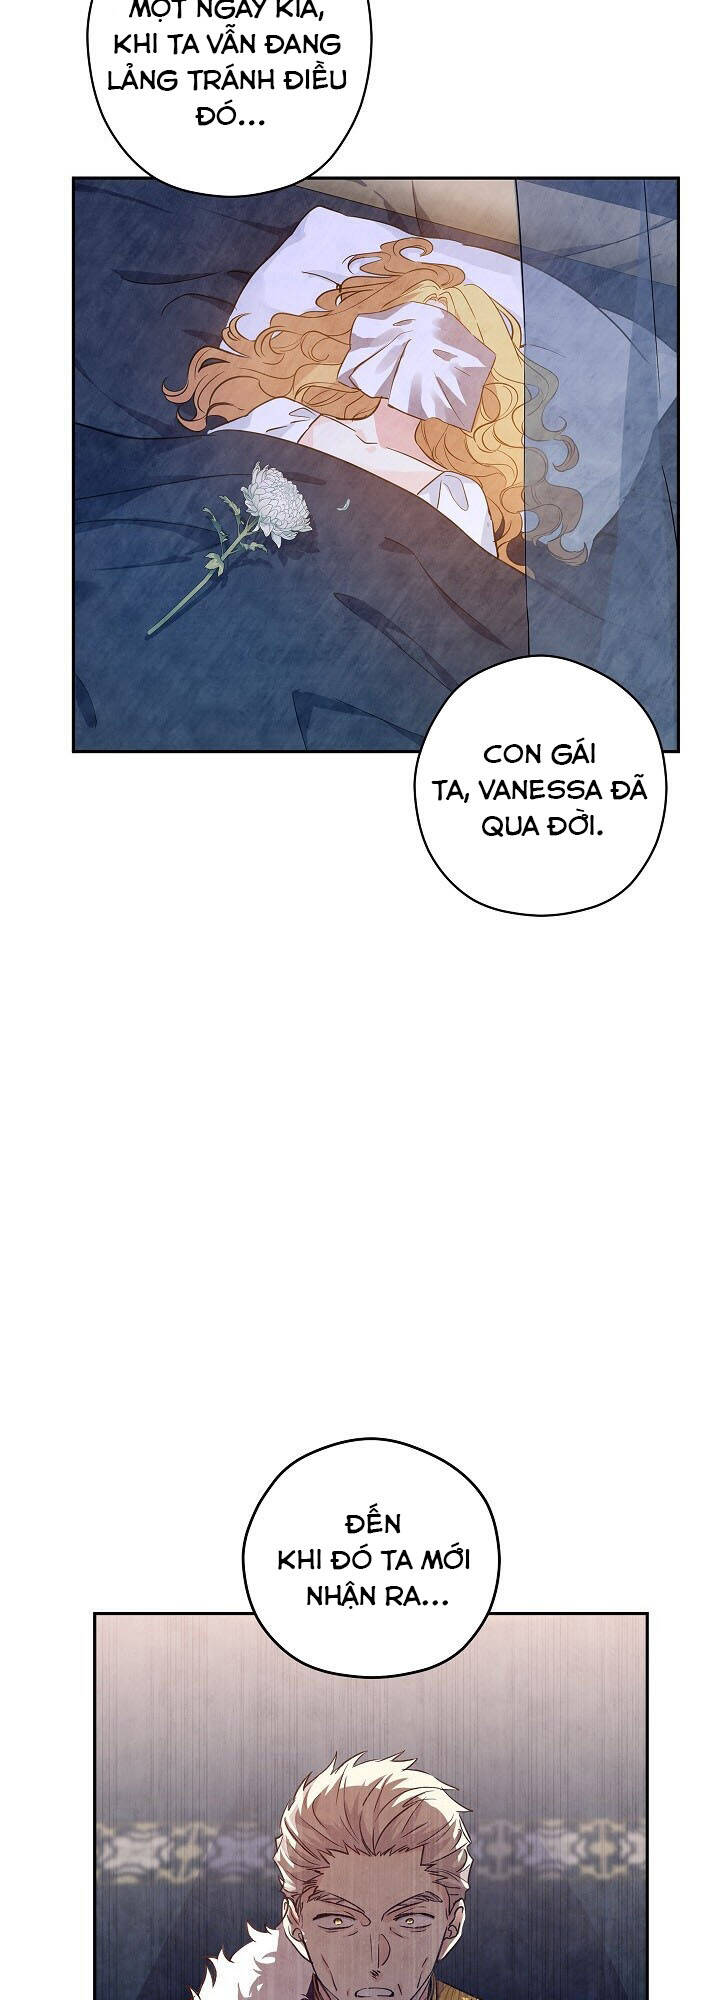 MỘT NGÀY KIA,
KHI TA VẪN ĐANG
LẢNG TRÁNH ĐIỀU
ĐÓ...
CON GÁI
TA, VANESSA ĐÃ
QUA ĐỜI.
ĐẾN
KHI ĐÓ TA MỚI
NHẬN RA...